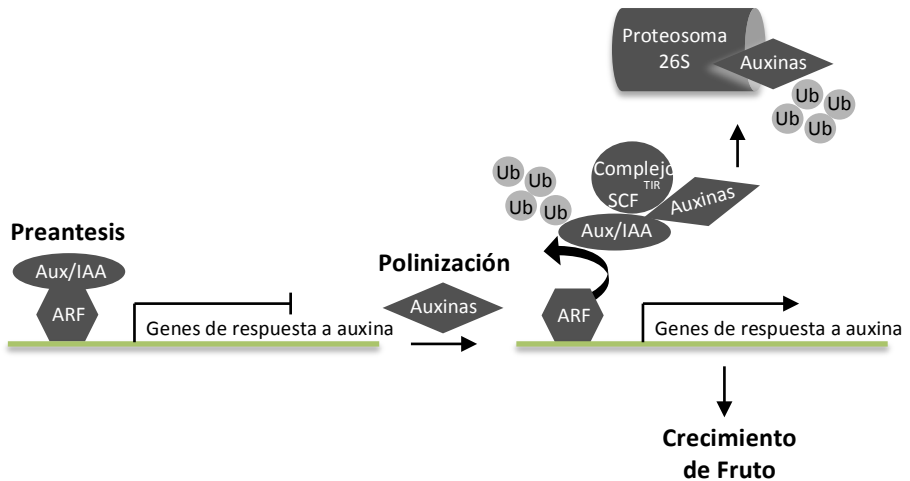 Proteosoma
26S
Auxinas
Ub
Ub
Ub
Ub
Ub
Ub
Ub
Ub
Complejo
TIR
SCF
Auxinas
Aux/IAA
Preantesis
Aux/IAA
ARF
Genes de respuesta a auxina
Polinización
Auxinas
ARF
Genes de respuesta a auxina
Crecimiento
de Fruto